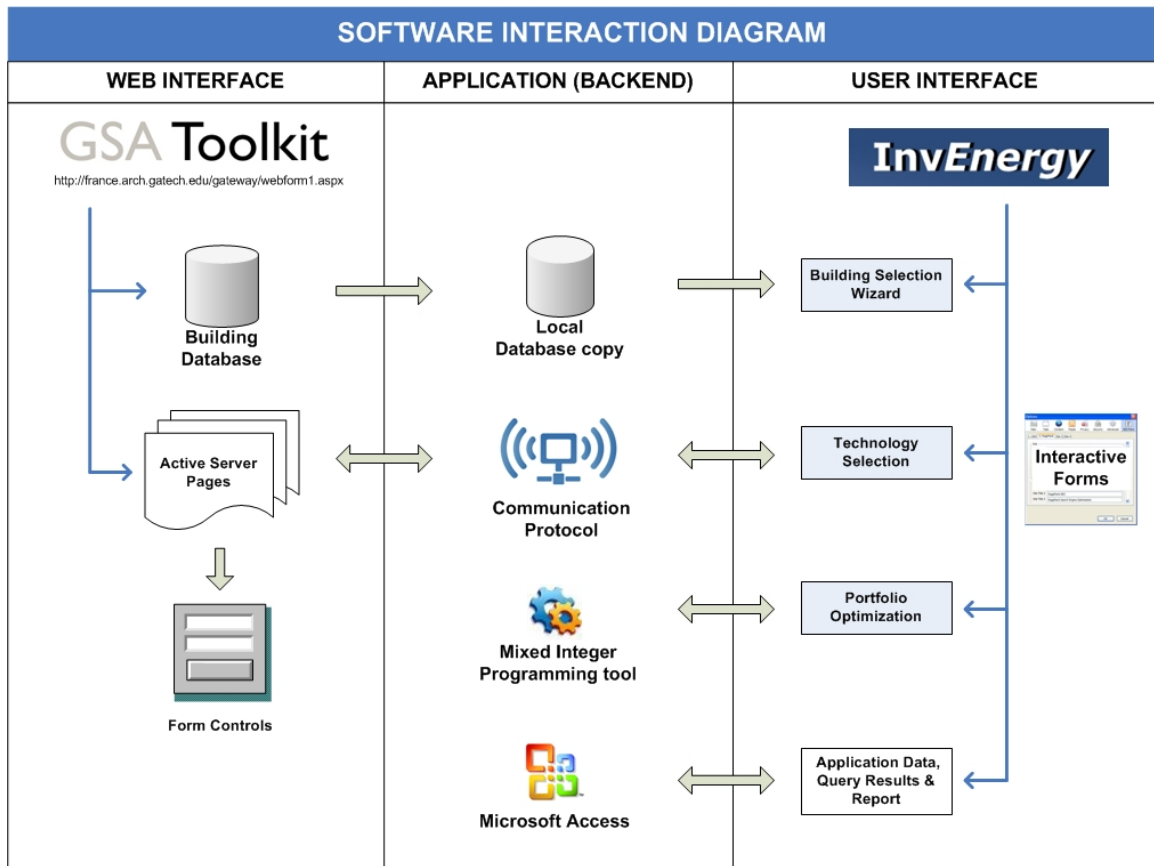 SOFTWARE INTERACTION DIAGRAM
WEB INTERFACE
APPLICATION (BACKEND)
USER INTERFACE
GSA Toolkit
http://france.arch.gatech.edu/gateway/webform1.aspx
InvEnergy
Building
Database
Local
Database copy
Building Selection
Wizard
Active Server
Pages
Communication
Protocol
Technology
Selection
Interactive
Forms
Form Controls
Mixed Integer
Programming tool
Portfolio
Optimization
Microsoft Access
Application Data,
Query Results &
Report